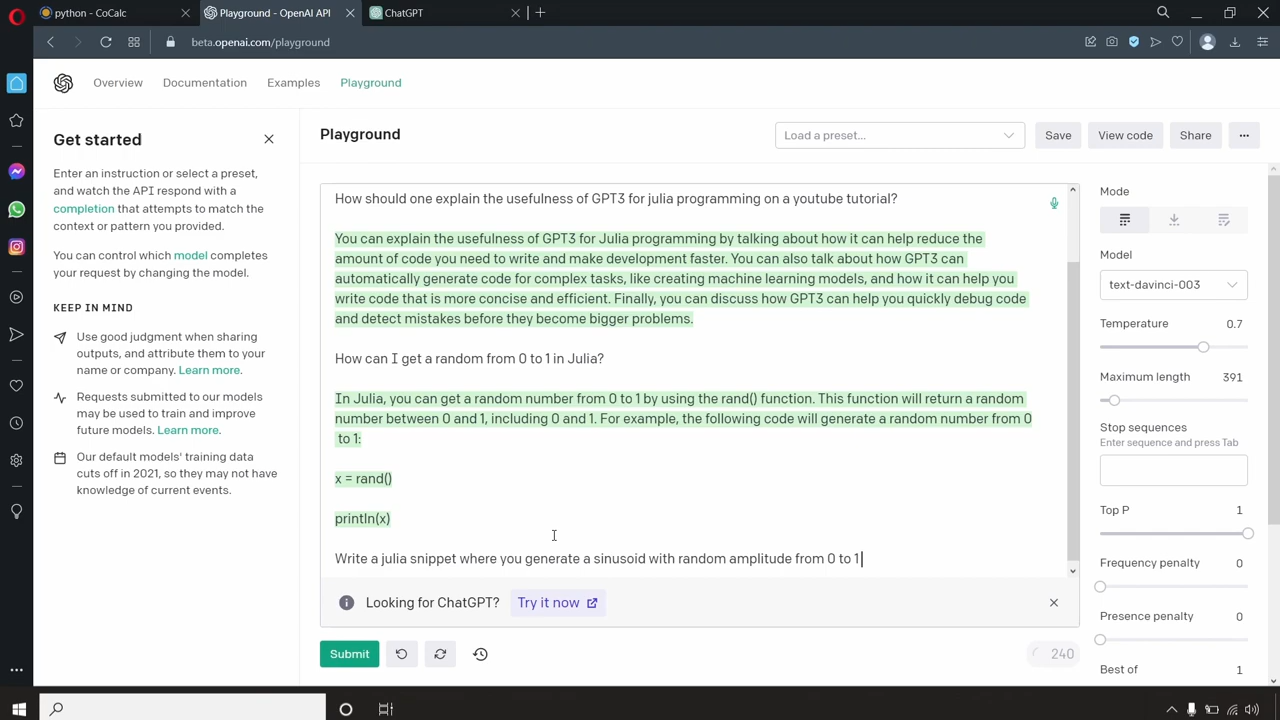 python - CoCalc
Playground - OpenAI API
ChatGPT
beta.openai.com/playground
Overview
Documentation
Examples
Playground
Get started
Enter an instruction or select a preset,
and watch the API respond with a
completion that attempts to match the
context or pattern you provided.
You can control which model completes
your request by changing the model.
KEEP IN MIND
Use good judgment when sharing
outputs, and attribute them to your
name or company. Learn more.
Requests submitted to our models
may be used to train and improve
future models. Learn more.
Our default models' training data
cuts off in 2021, so they may not have
knowledge of current events.
Playground
Load a preset...
Save
View code
Share
How should one explain the usefulness of GPT3 for julia programming on a youtube tutorial?
You can explain the usefulness of GPT3 for Julia programming by talking about how it can help reduce the
amount of code you need to write and make development faster. You can also talk about how GPT3 can
automatically generate code for complex tasks, like creating machine learning models, and how it can help you
write code that is more concise and efficient. Finally, you can discuss how GPT3 can help you quickly debug code
and detect mistakes before they become bigger problems.
How can I get a random from 0 to 1 in Julia?
In Julia, you can get a random number from 0 to 1 by using the rand() function. This function will return a random
number between 0 and 1, including 0 and 1. For example, the following code will generate a random number from 0
to 1:
x = rand()
println(x)
Write a julia snippet where you generate a sinusoid with random amplitude from 0 to 1
Looking for ChatGPT?
Try it now
Submit
240
Mode
Model
text-davinci-003
Temperature
0.7
Maximum length
391
Stop sequences
Enter sequence and press Tab
Top P
1
Frequency penalty
0
Presence penalty
0
Best of
1